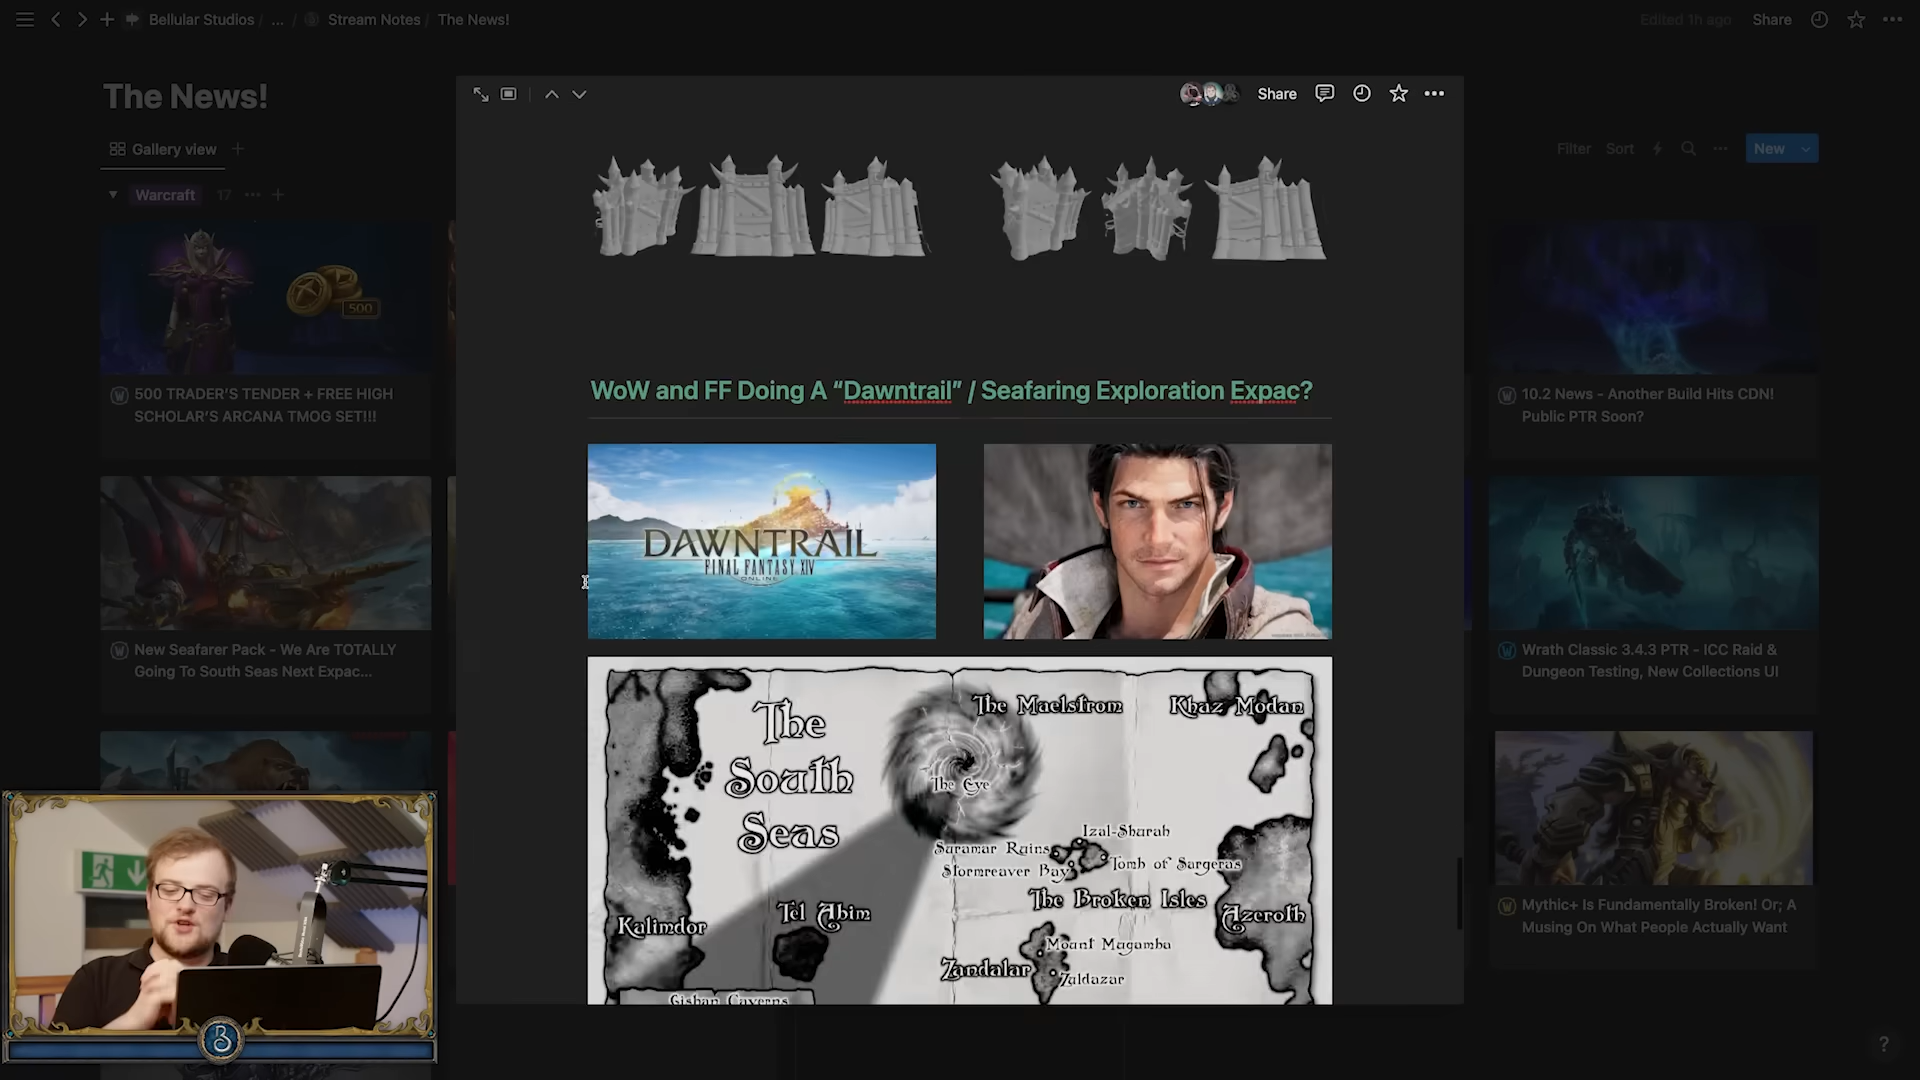 Bellular Studios / ... / Stream Notes / The News!
Edited 1h ago
Share
The News!
Gallery view
Filter
Sort
New
Warcraft 17
500
500 TRADER'S TENDER + FREE HIGH
SCHOLAR'S ARCANA TMOG SET!!!
New Seafarer Pack - We Are TOTALLY
Going To South Seas Next Expac...
Share
WoW and FF Doing A “Dawntrail” / Seafaring Exploration Expac?
DAWNTRAIL
FINAL FANTASY XIV
ONLINE
The
South
Seas
The Maelstrom
Khaz Modan
The Eye
Izal-Shurah
Suramar Ruins
Tomb of Sargeras
Stormreaver Bay
The Broken Isles
Kalimdor
Tel Abim
Azeroth
Mount Mugamba
Zandalar
Zuldazar
Gishan Caverns
10.2 News - Another Build Hits CDN!
Public PTR Soon?
Wrath Classic 3.4.3 PTR - ICC Raid &
Dungeon Testing, New Collections UI
Mythic+ Is Fundamentally Broken! Or; A
Musing On What People Actually Want
B
?